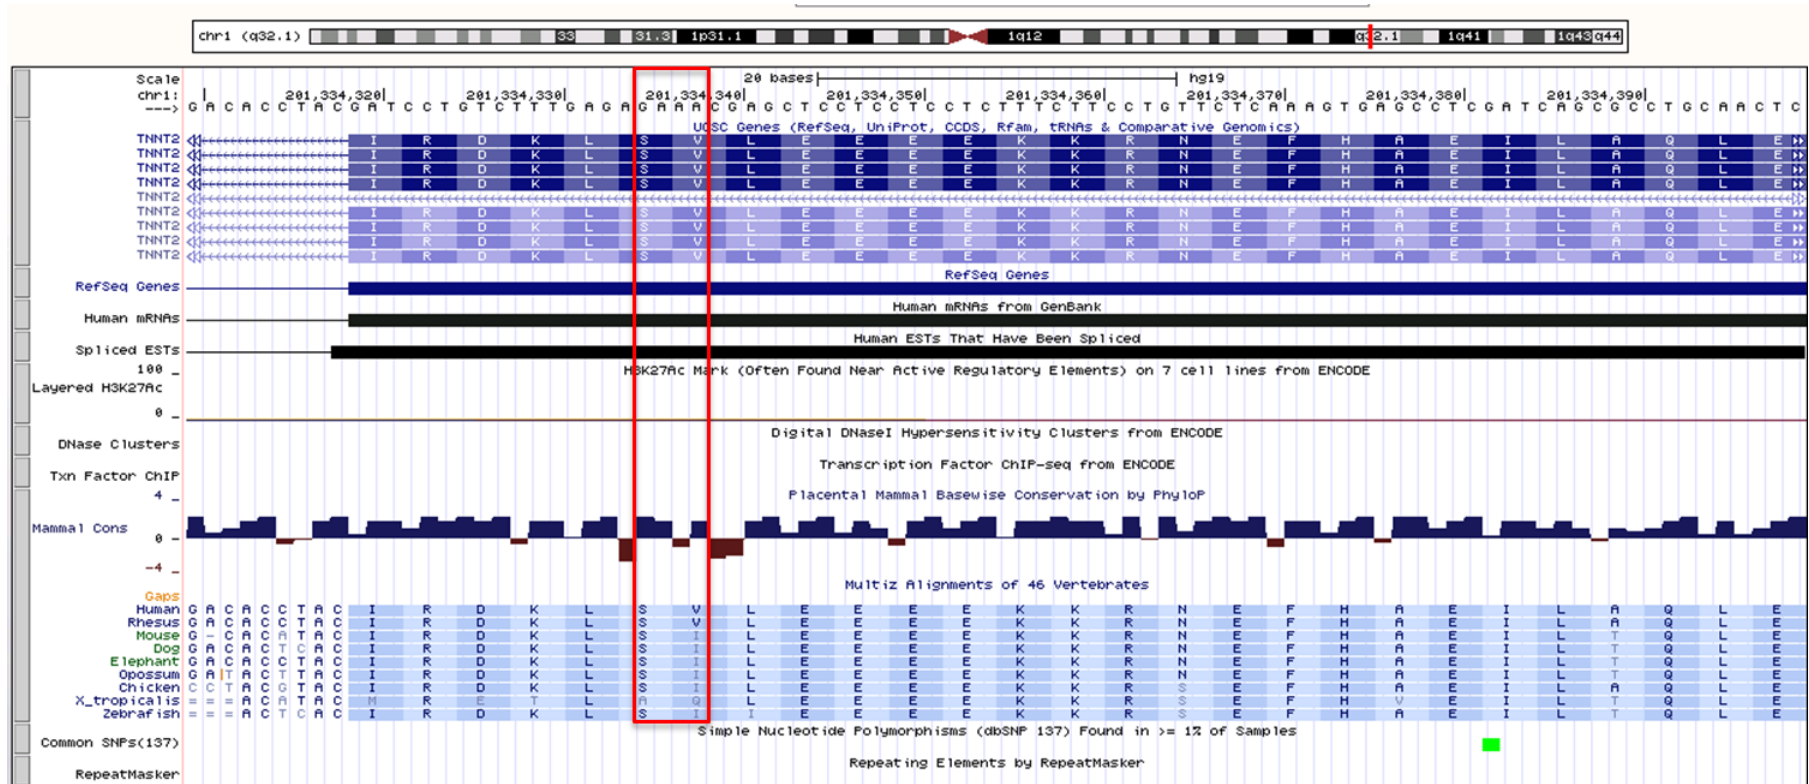 chr1 (q32.1) 33 31.3 1p31.1 1q12 q32.1 1q41 1q43 q44
Scale 20 bases hg19
chr1: 201,334,320 201,334,330 201,334,340 201,334,350 201,334,360 201,334,370 201,334,380 201,334,390
---> G A C A C C T A C G A T C C T G T C T T T G A G A G A A A C G A G C T C C T C C T C C T C T T T C T T C C T G T T C T C A A A G T G A G C C T C G A T C A G C G C C T G C A A C T C
UCSC Genes (RefSeq, UniProt, CCDS, Rfam, tRNAs & Comparative Genomics)
TNNT2 I R D K L S V L E E E E K K R N E F H A E I L A Q L E
TNNT2 I R D K L S V L E E E E K K R N E F H A E I L A Q L E
TNNT2 I R D K L S V L E E E E K K R N E F H A E I L A Q L E
TNNT2 I R D K L S V L E E E E K K R N E F H A E I L A Q L E
TNNT2
TNNT2 I R D K L S V L E E E E K K R N E F H A E I L A Q L E
TNNT2 I R D K L S V L E E E E K K R N E F H A E I L A Q L E
TNNT2 I R D K L S V L E E E E K K R N E F H A E I L A Q L E
TNNT2 I R D K L S V L E E E E K K R N E F H A E I L A Q L E
RefSeq Genes
RefSeq Genes
Human mRNAs from GenBank
Human mRNAs
Human ESTs That Have Been Spliced
Spliced ESTs
100 _
H3K27Ac Mark (Often Found Near Active Regulatory Elements) on 7 cell lines from ENCODE
Layered H3K27Ac
0 _
Digital DNaseI Hypersensitivity Clusters from ENCODE
DNase Clusters
Transcription Factor ChIP-seq from ENCODE
Txn Factor ChIP
4 _
Placental Mammal Basewise Conservation by PhyloP
Mammal Cons
0 -
-4 _
Multiz Alignments of 46 Vertebrates
Gaps
Human G A C A C C T A C I R D K L S V L E E E E K K R N E F H A E I L A Q L E
Rhesus G A C A C C T A C I R D K L S V L E E E E K K R N E F H A E I L A Q L E
Mouse G - C A C A T A C I R D K L S I L E E E E K K R N E F H A E I L T Q L E
Dog G A C A C T C A C I R D K L S I L E E E E K K R N E F H A E I L T Q L E
Elephant G A C A C C T A C I R D K L S I L E E E E K K R N E F H A E I L T Q L E
Opossum G A T A C T T A C I R D K L S I L E E E E K K R N E F H A E I L T Q L E
Chicken C C T A C G T A C I R D K L S I L E E E E K K R S E F H A E I L A Q L E
X_tropicalis = = = A C A T A C M R E T L A Q L E E E E K K R S E F H V E I L T Q L E
Zebrafish = = = A C T C A C I R D K L S I I E E E E K K R S E F H A E I L T Q L E
Simple Nucleotide Polymorphisms (dbSNP 137) Found in >= 1% of Samples
Common SNPs(137)
Repeating Elements by RepeatMasker
RepeatMasker